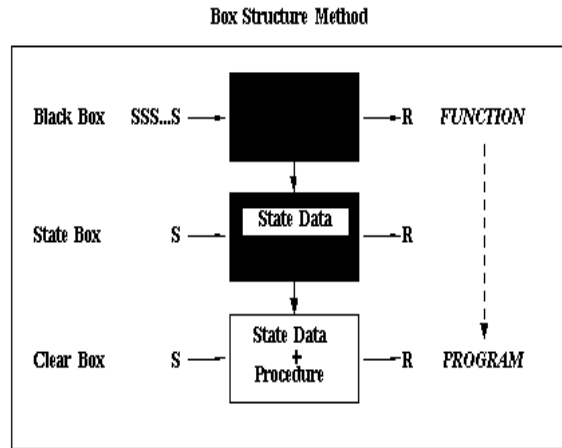 Box Structure Method
Black Box SSS...S R FUNCTION
State Data
State Box S R
State Data
+
Clear Box S R PROGRAM
Procedure